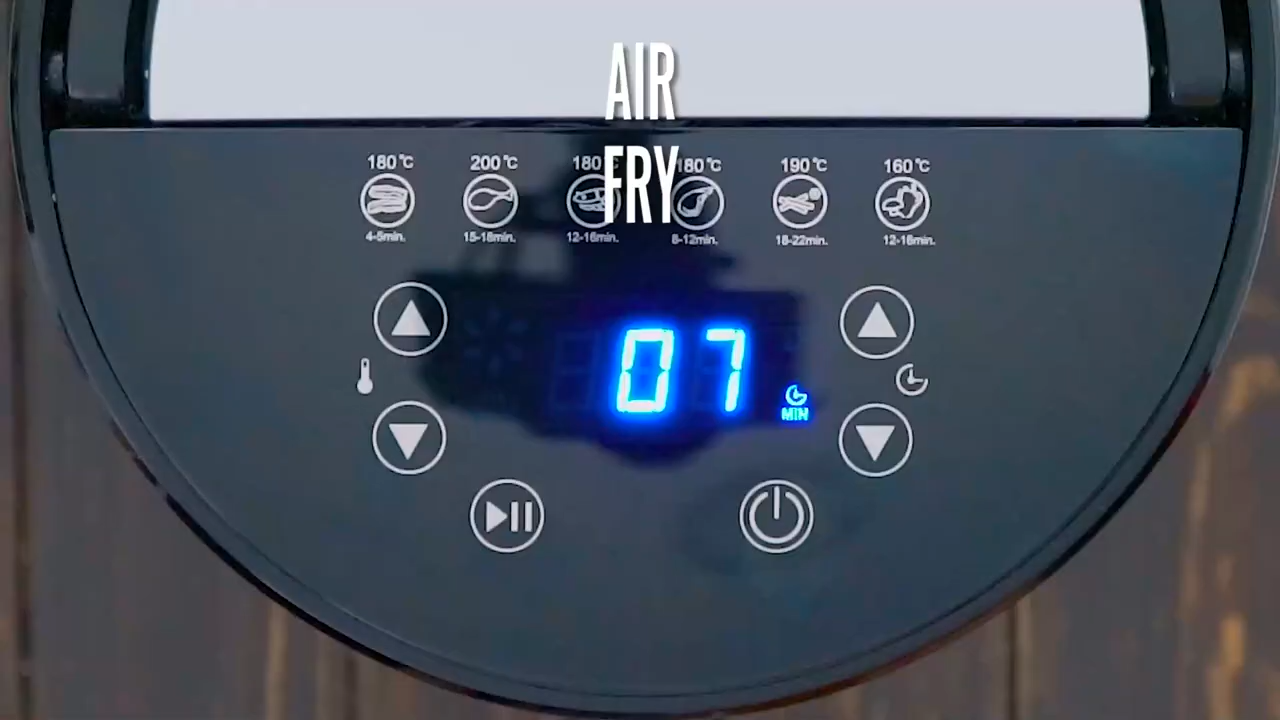 AIR
FRY
180℃ 200℃ 180 180℃ 190℃ 160℃
4-5min. 15-18min. 12-16min. 8-12min. 18-22min. 12-16min.
07
MIN